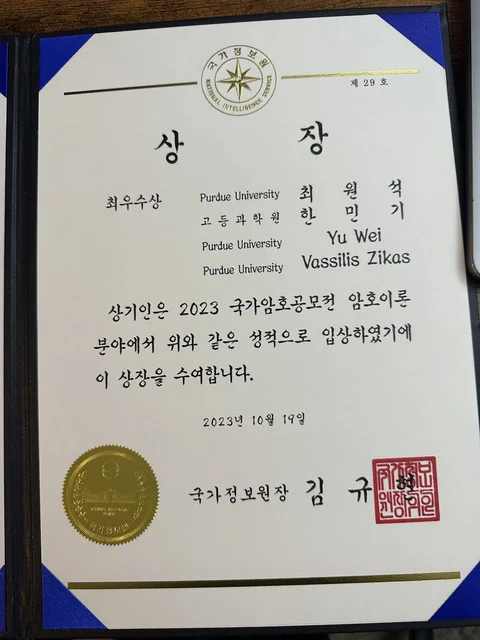 국가정보원
NATIONAL INTELLIGENCE SERVICE
제 29 호
상 장
최우수상
Purdue University 최 원 석
고등과학원 한 민 기
Purdue University Yu Wei
Purdue University Vassilis Zikas
상기인은 2023 국가암호공모전 암호이론
분야에서 위와 같은 성적으로 입상하였기에
이 상장을 수여합니다.
2023년 10월 19일
국가정보원장 김 규 현
국가정보원